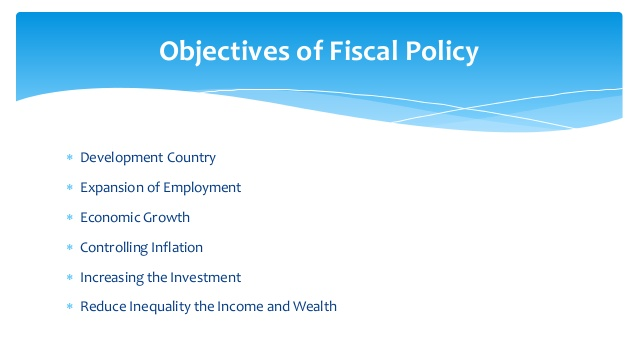 Objectives of Fiscal Policy
Development Country
Expansion of Employment
Economic Growth
Controlling Inflation
Increasing the Investment
Reduce Inequality the Income and Wealth